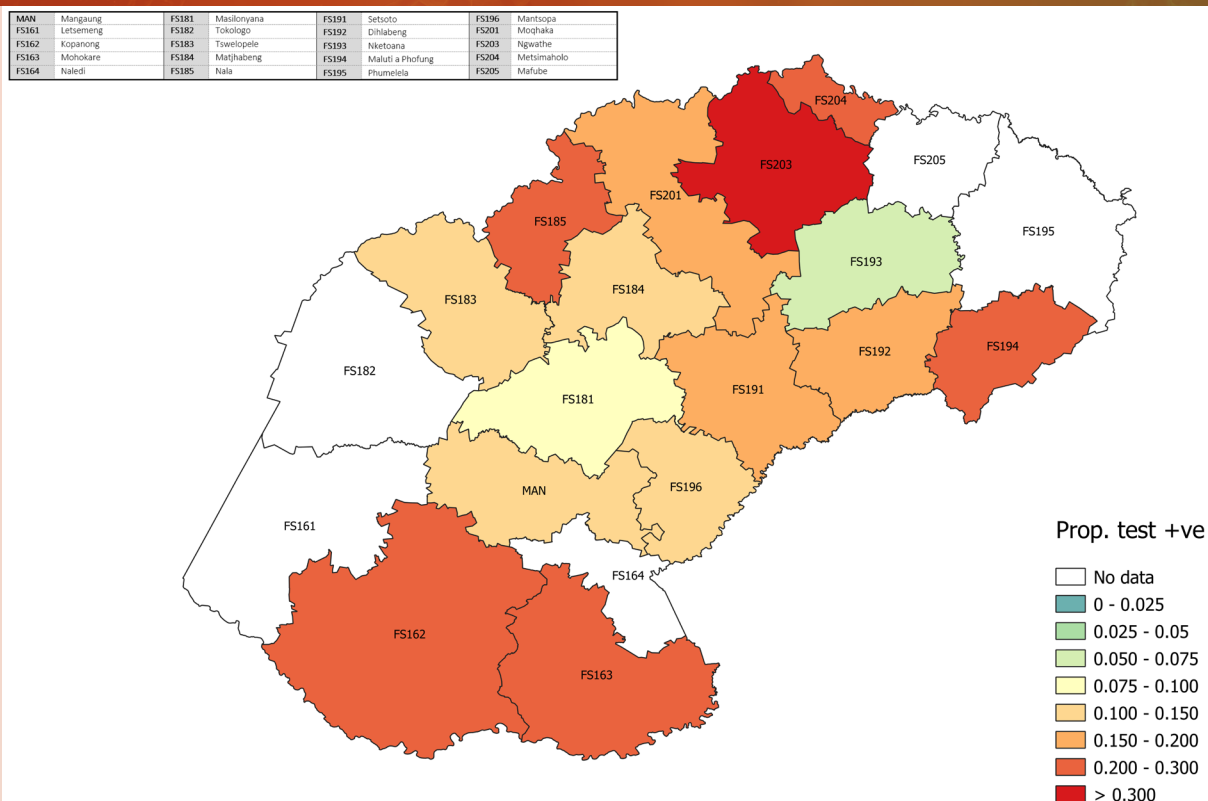 MAN Mangaung FS181 Masilonyana FS191 Setsoto FS196 Mantsopa
FS161 Letsemeng FS182 Tokologo FS192 Dihlabeng FS201 Moqhaka
FS162 Kopanong FS183 Tswelopele FS193 Nketoana FS203 Ngwathe
FS163 Mohokare FS184 Matjhabeng FS194 Maluti a Phofung FS204 Metsimaholo
FS164 Naledi FS185 Nala FS195 Phumelela FS205 Mafube
FS204
FS205
FS203
FS201
FS185
FS195
FS193
FS184
FS183
FS194
FS192
FS182
FS191
FS181
FS196
MAN
FS161
FS164
FS162
FS163
Prop. test +ve
No data
0 - 0.025
0.025 - 0.05
0.050 - 0.075
0.075 - 0.100
0.100 - 0.150
0.150 - 0.200
0.200 - 0.300
> 0.300